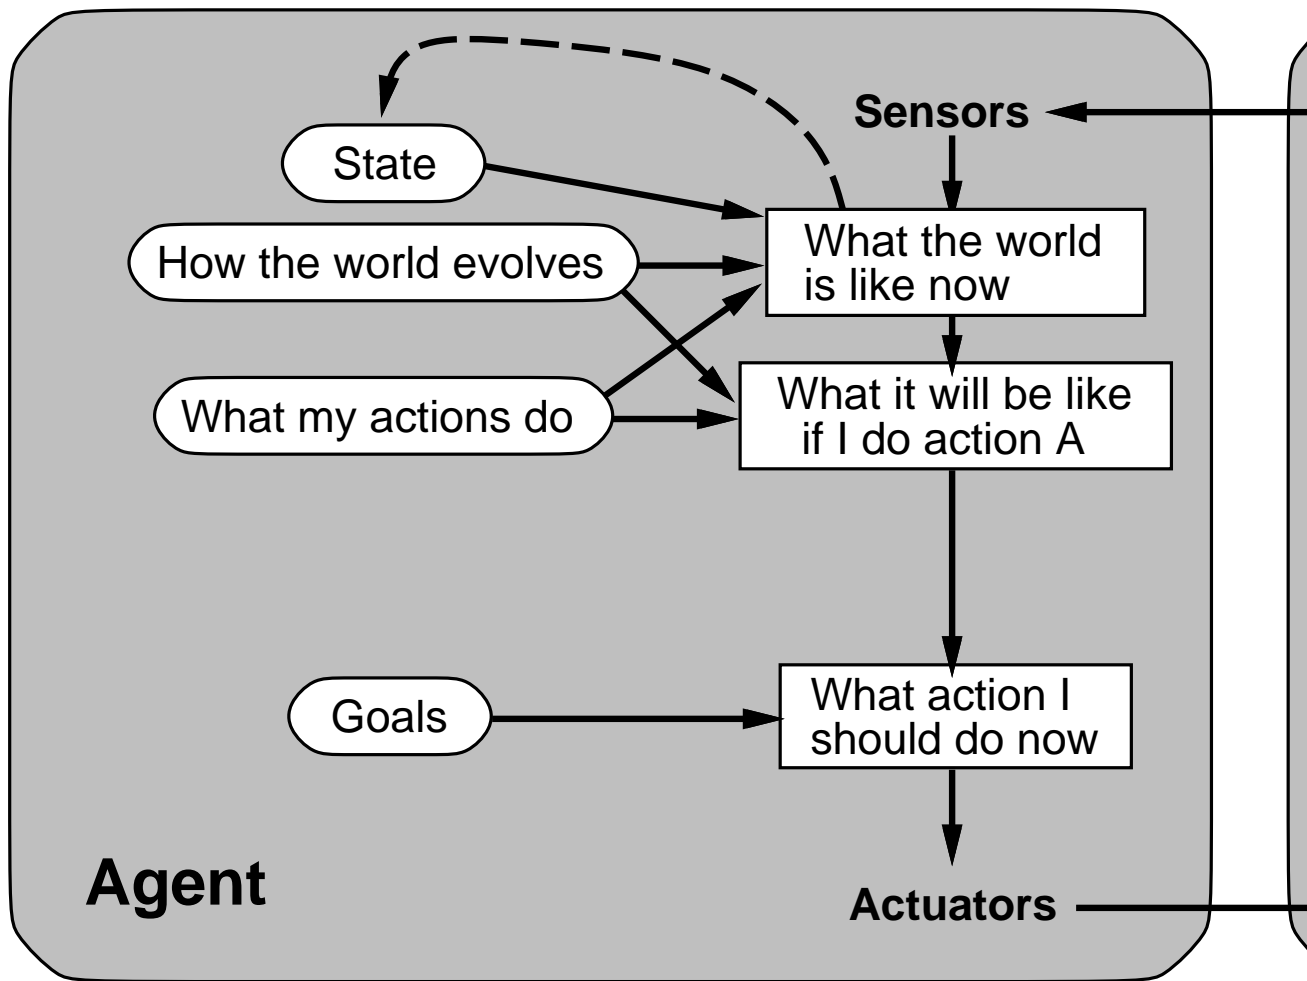 Sensors
State
What the world
is like now
How the world evolves
What it will be like
if I do action A
What my actions do
What action I
should do now
Goals
Agent
Actuators